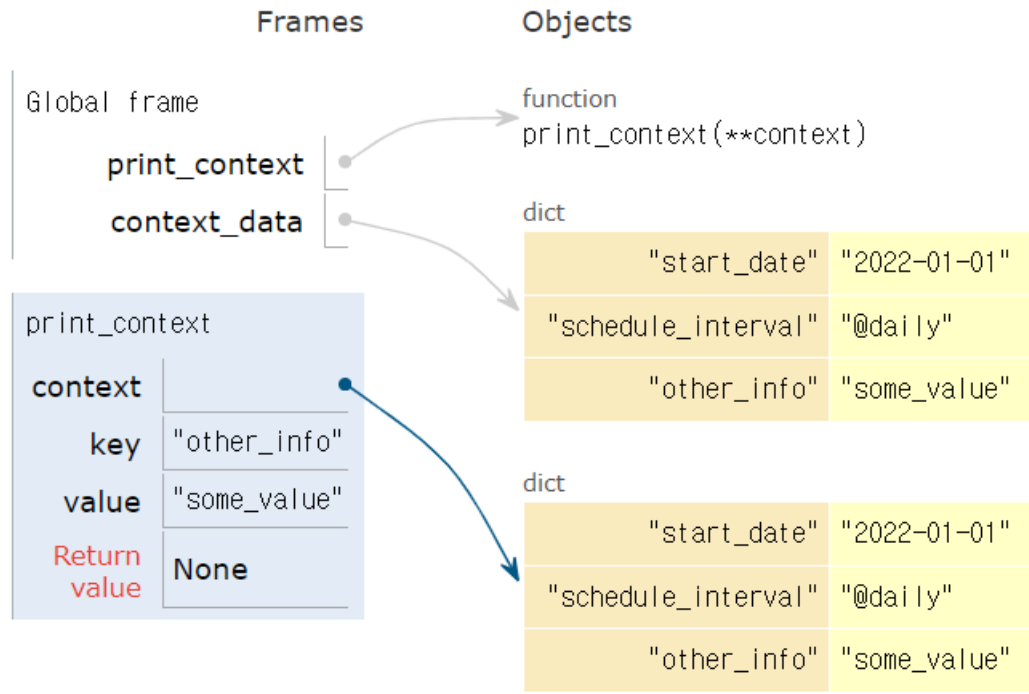 Frames Objects
Global frame
print_context
context_data
function
print_context(**context)
dict
"start_date" "2022-01-01"
"schedule_interval" "@daily"
"other_info" "some_value"
print_context
context
key "other_info"
value "some_value"
Return
value None
dict
"start_date" "2022-01-01"
"schedule_interval" "@daily"
"other_info" "some_value"